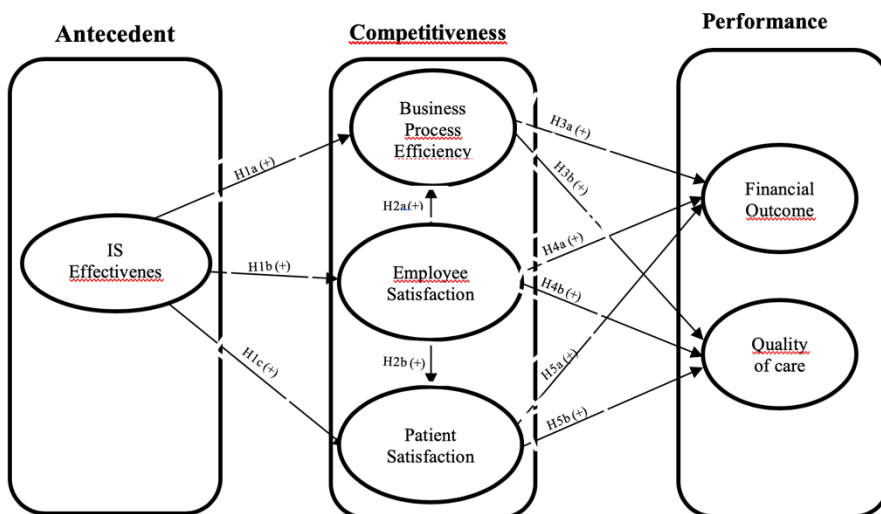 Antecedent
Competitiveness
Performance
Business
Process
Efficiency
H1a (+)
H3a (+)
H3b (+)
H2a(+)
Financial
Outcome
IS
Effectivenes
H1b (+)
Employee
Satisfaction
H4a (+)
H4b (+)
H2b (+)
H1c (+)
H5a (+)
Quality
of care
Patient
Satisfaction
H5b (+)